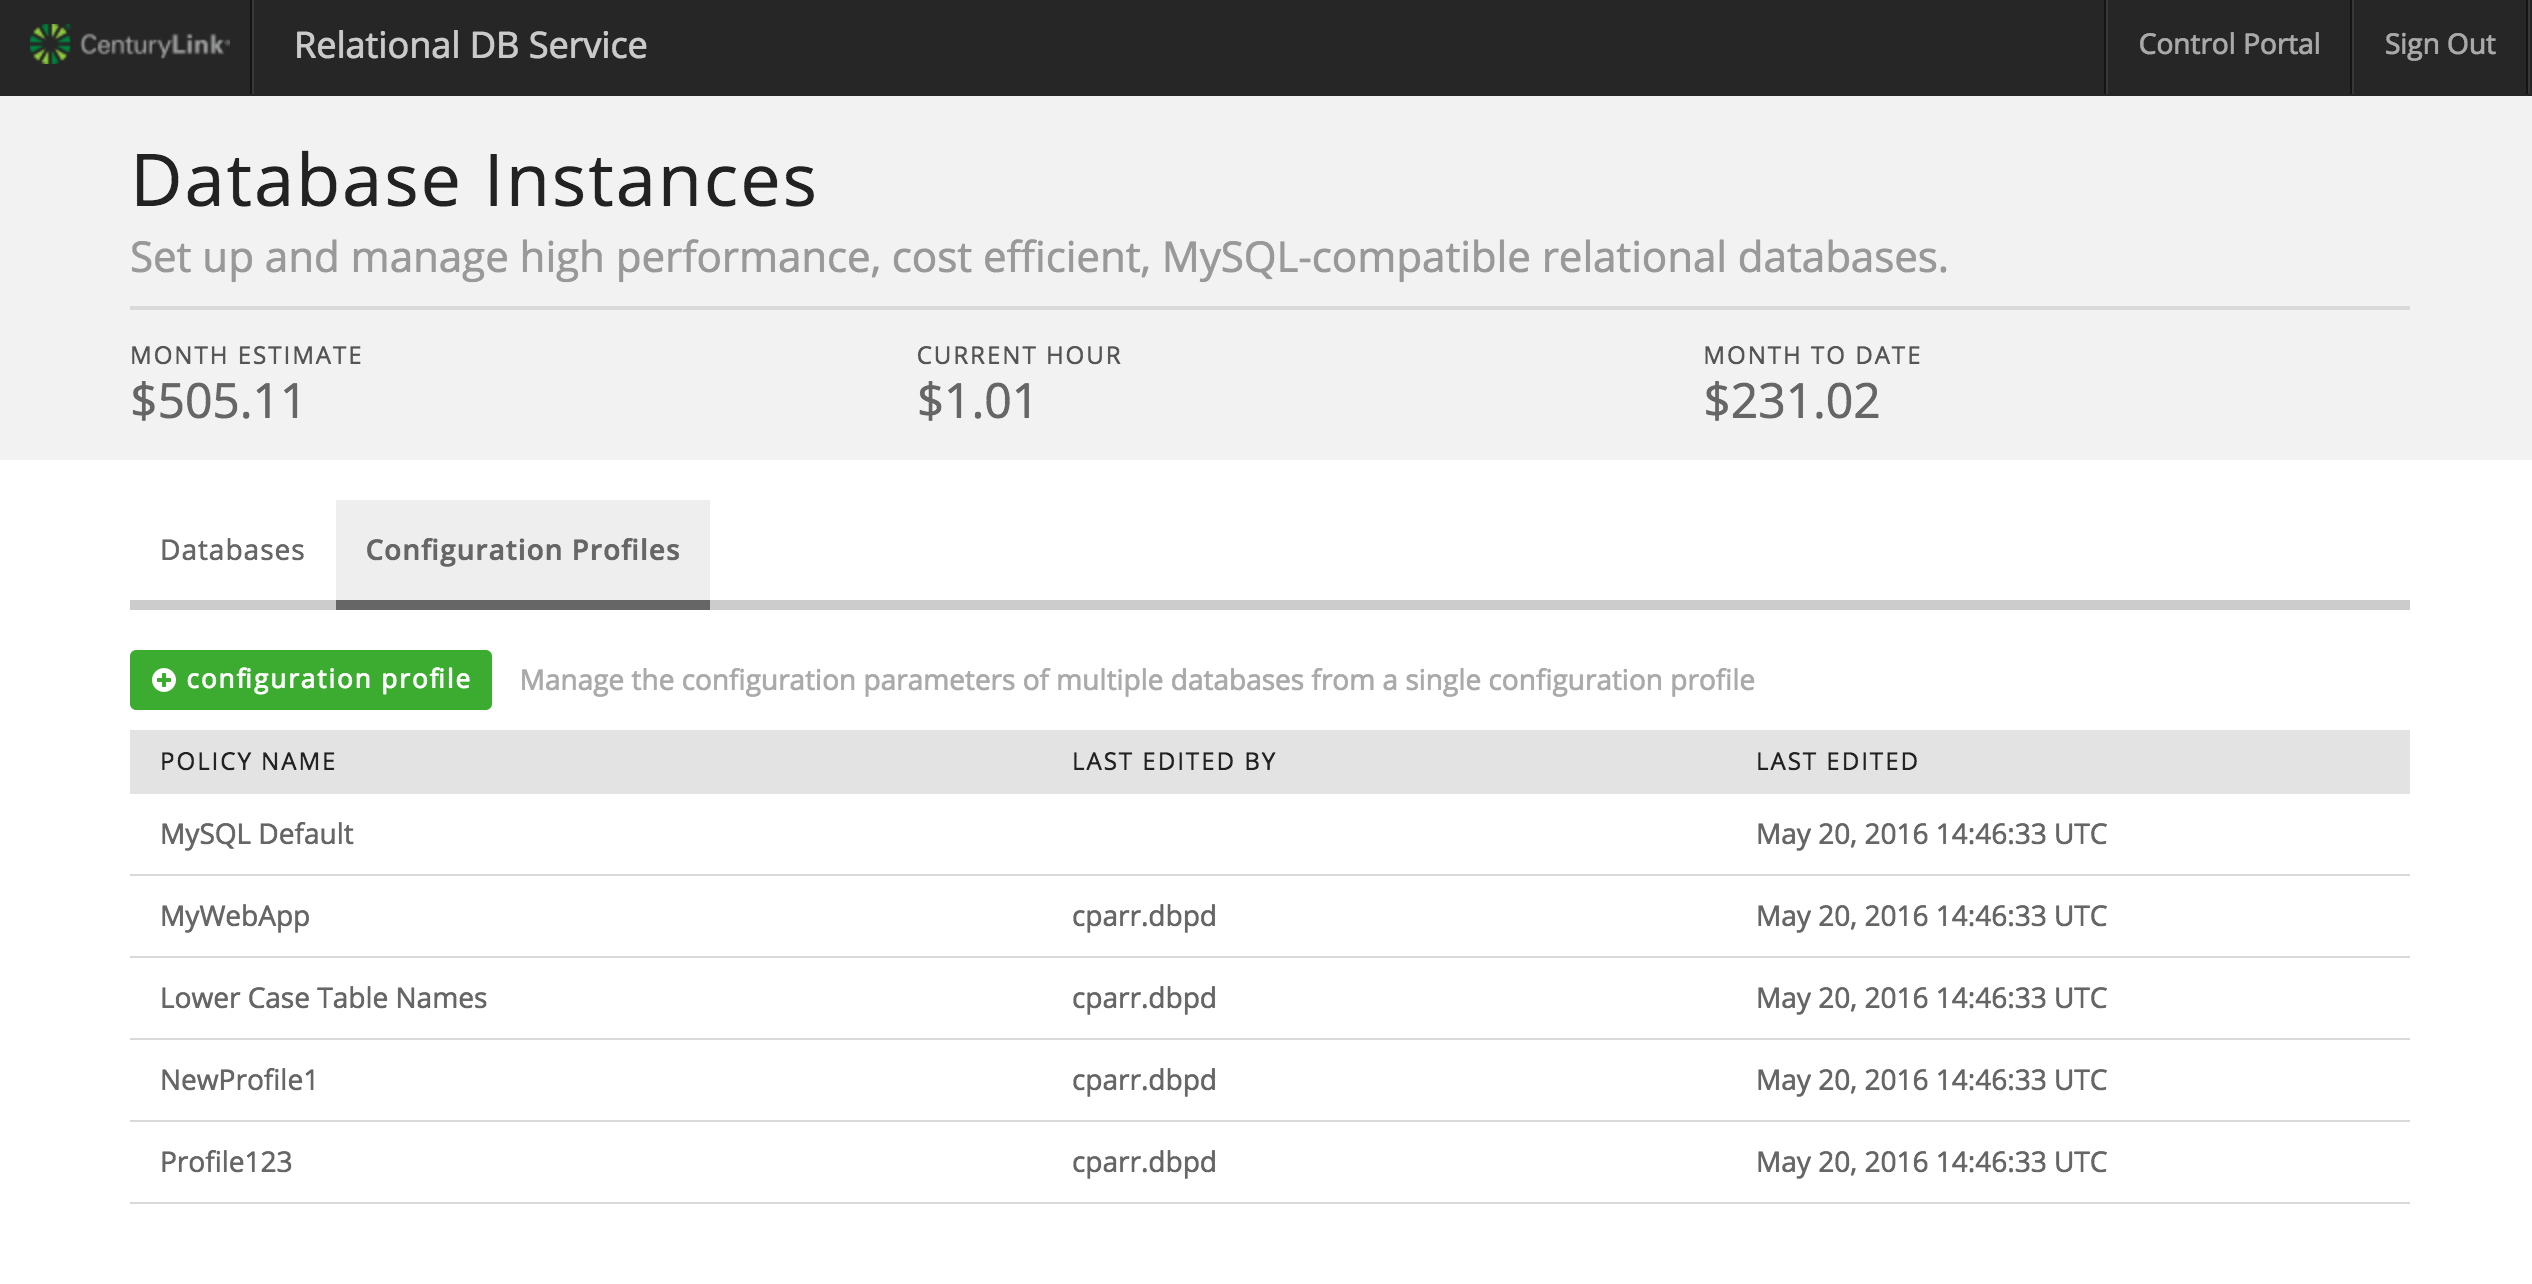 CenturyLink
Relational DB Service
Control Portal
Sign Out
Database Instances
Set up and manage high performance, cost efficient, MySQL-compatible relational databases.
MONTH ESTIMATE
$505.11
CURRENT HOUR
$1.01
MONTH TO DATE
$231.02
Databases
Configuration Profiles
configuration profile
Manage the configuration parameters of multiple databases from a single configuration profile
POLICY NAME LAST EDITED BY LAST EDITED
MySQL Default May 20, 2016 14:46:33 UTC
MyWebApp cparr.dbpd May 20, 2016 14:46:33 UTC
Lower Case Table Names cparr.dbpd May 20, 2016 14:46:33 UTC
NewProfile1 cparr.dbpd May 20, 2016 14:46:33 UTC
Profile123 cparr.dbpd May 20, 2016 14:46:33 UTC